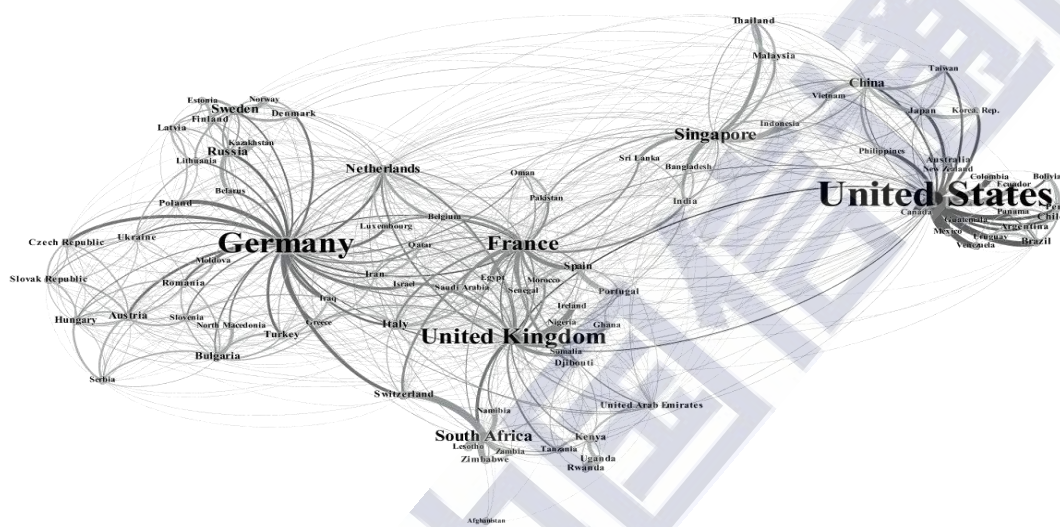 Thailand
Malaysia
Taiwan
China
Vietnam
Estonia
Norway
Sweden
Denmark
Japan
Korea, Rep.
Finland
Latvia
Indonesia
Singapore
Kazakhstan
Russia
Philippines
Lithuania
Sri Lanka
Bangladesh
Australia
New Zealand
Netherlands
Oman
Colombia
Bolivia
Ecuador
Belarus
Pakistan
India
United States
Poland
Canada
Panama
Belgium
Guatemala
Luxembourg
Argentina
Mexico
Uruguay
Brazil
Venezuela
Czech Republic
Ukraine
Germany
Qatar
France
Moldova
Spain
Slovak Republic
Romania
Iran
Israel
Egypt
Morocco
Saudi Arabia
Senegal
Portugal
Iraq
Ireland
Hungary
Austria
Slovenia
North Macedonia
Greece
Italy
Nigeria
Ghana
Turkey
United Kingdom
Somalia
Bulgaria
Djibouti
Serbia
Switzerland
United Arab Emirates
Namibia
South Africa
Kenya
Lesotho
Zambia
Tanzania
Zimbabwe
Uganda
Rwanda
Afghanistan